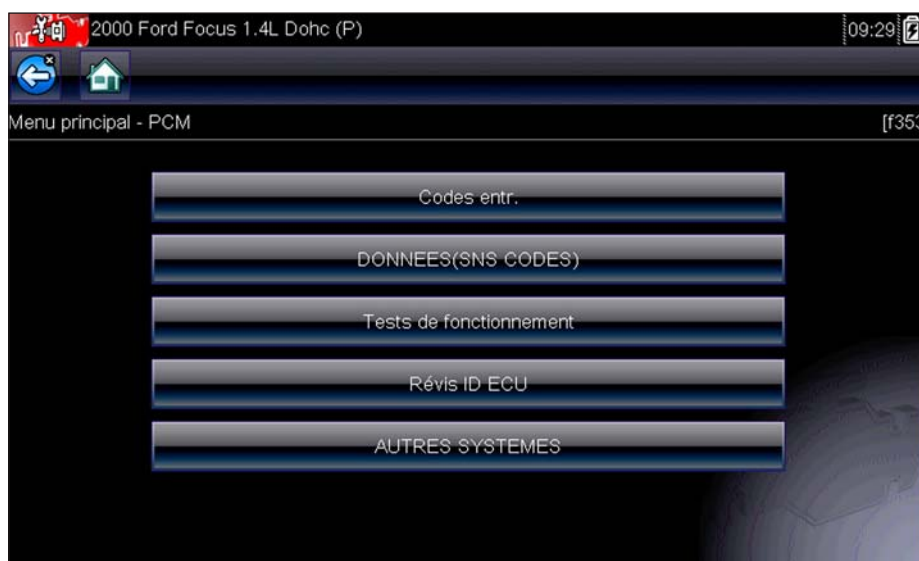 2000 Ford Focus 1.4L Dohc (P) 09:29
Menu principal - PCM [f353
Codes entr.
DONNEES(SNS CODES)
Tests de fonctionnement
Révis ID ECU
AUTRES SYSTEMES